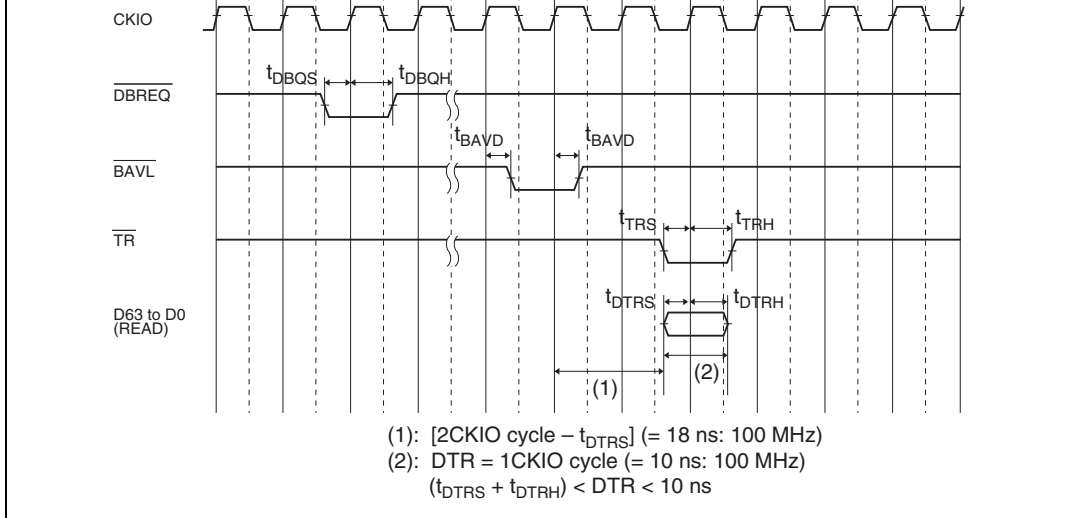 CKIO
tDBQS tDBQH
DBREQ
tBAVD tBAVD
BAVL
tTRS tTRH
TR
tDTRS tDTRH
D63 to D0
(READ)
(1) (2)
(1): [2CKIO cycle – tDTRS] (= 18 ns: 100 MHz)
(2): DTR = 1CKIO cycle (= 10 ns: 100 MHz)
(tDTRS + tDTRH) < DTR < 10 ns